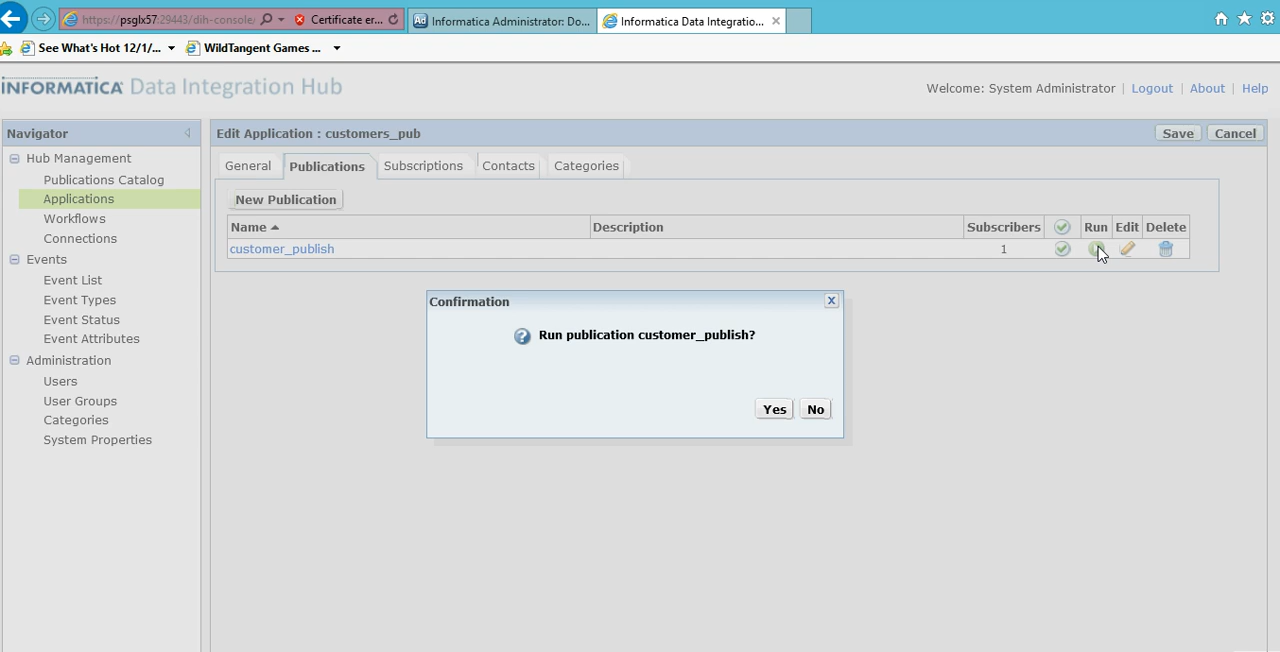 https://psglx57:29443/dih-console/
Certificate er...
Informatica Administrator: Do...
Informatica Data Integratio...
See What's Hot 12/1/...
WildTangent Games ...
INFORMATICA Data Integration Hub
Welcome: System Administrator | Logout | About | Help
Navigator
Hub Management
Publications Catalog
Applications
Workflows
Connections
Events
Event List
Event Types
Event Status
Event Attributes
Administration
Users
User Groups
Categories
System Properties
Edit Application : customers_pub
Save
Cancel
General
Publications
Subscriptions
Contacts
Categories
New Publication
Name
Description
Subscribers
Run
Edit
Delete
customer_publish
1
Confirmation
Run publication customer_publish?
Yes
No